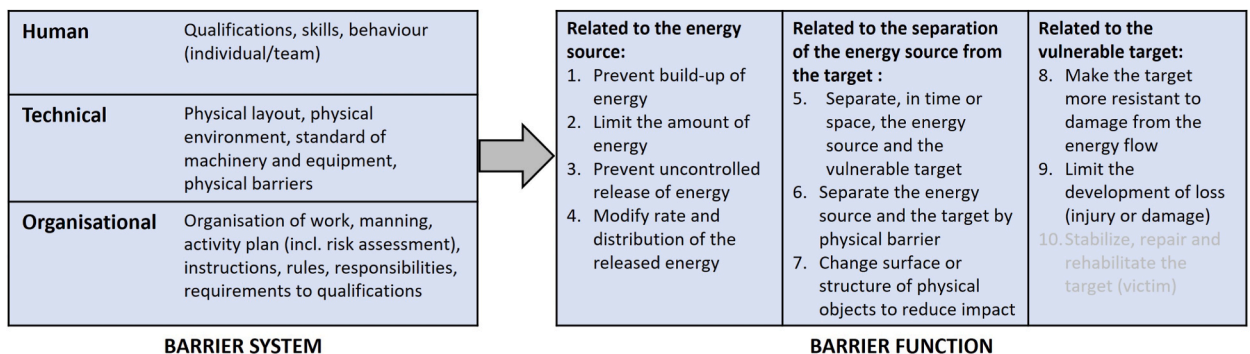 Human
Qualifications, skills, behaviour
(individual/team)
Technical
Physical layout, physical
environment, standard of
machinery and equipment,
physical barriers
Organisational
Organisation of work, manning,
activity plan (incl. risk assessment),
instructions, rules, responsibilities,
requirements to qualifications
BARRIER SYSTEM
Related to the energy
source:
1. Prevent build-up of
energy
2. Limit the amount of
energy
3. Prevent uncontrolled
release of energy
4. Modify rate and
distribution of the
released energy
Related to the separation
of the energy source from
the target :
5. Separate, in time or
space, the energy
source and the
vulnerable target
6. Separate the energy
source and the target by
physical barrier
7. Change surface or
structure of physical
objects to reduce impact
Related to the
vulnerable target:
8. Make the target
more resistant to
damage from the
energy flow
9. Limit the
development of loss
(injury or damage)
10. Stabilize, repair and
rehabilitate the
target (victim)
BARRIER FUNCTION